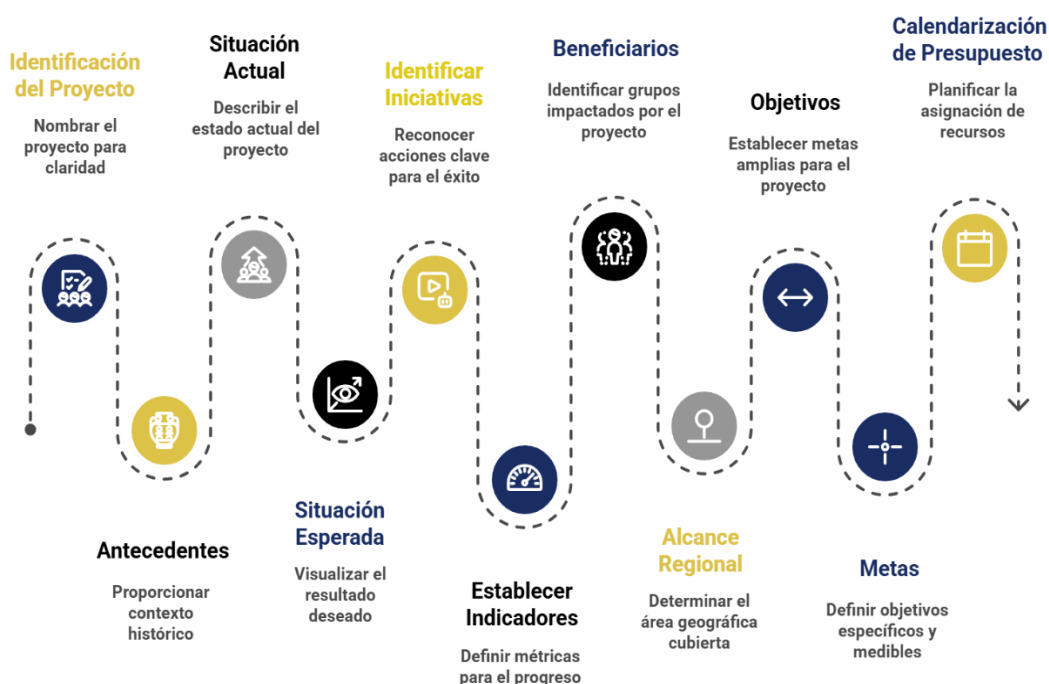 Identificación
del Proyecto
Nombrar el
proyecto para
claridad
Antecedentes
Proporcionar
contexto
histórico
Situación
Actual
Describir el
estado actual del
proyecto
Situación
Esperada
Visualizar el
resultado
deseado
Identificar
Iniciativas
Reconocer
acciones clave
para el éxito
Establecer
Indicadores
Definir métricas
para el progreso
Beneficiarios
Identificar grupos
impactados por el
proyecto
Alcance
Regional
Determinar el
área geográfica
cubierta
Objetivos
Establecer metas
amplias para el
proyecto
Metas
Definir objetivos
específicos y
medibles
Calendarización
de Presupuesto
Planificar la
asignación de
recursos